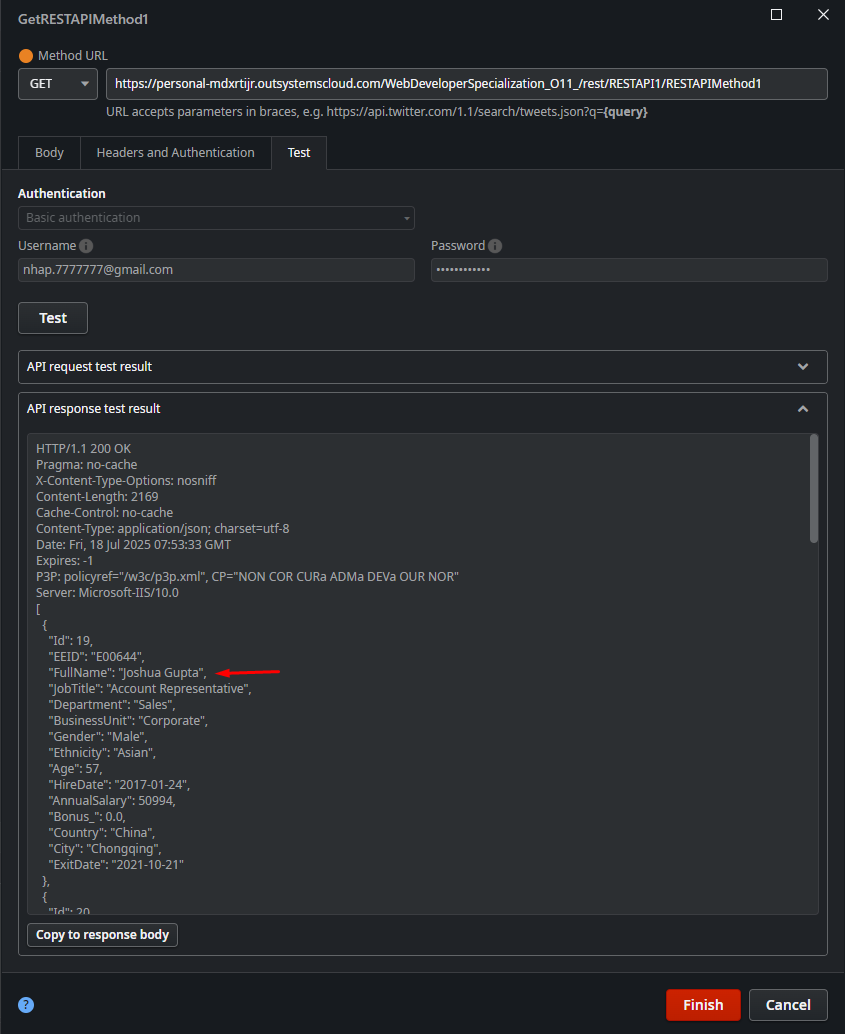 GetRESTAPIMethod1
Method URL
GET
https://personal-mdxrtijr.outsystemscloud.com/WebDeveloperSpecialization_O11_/rest/RESTAPI1/RESTAPIMethod1
URL accepts parameters in braces, e.g. https://api.twitter.com/1.1/search/tweets.json?q={query}
Body Headers and Authentication Test
Authentication
Basic authentication
Username Password
nhap.7777777@gmail.com ••••••••••••
Test
API request test result
API response test result
HTTP/1.1 200 OK
Pragma: no-cache
X-Content-Type-Options: nosniff
Content-Length: 2169
Cache-Control: no-cache
Content-Type: application/json; charset=utf-8
Date: Fri, 18 Jul 2025 07:53:33 GMT
Expires: -1
P3P: policyref="/w3c/p3p.xml", CP="NON COR CURa ADMa DEVa OUR NOR"
Server: Microsoft-IIS/10.0
[
{
"Id": 19,
"EEID": "E00644",
"FullName": "Joshua Gupta",
"JobTitle": "Account Representative",
"Department": "Sales",
"BusinessUnit": "Corporate",
"Gender": "Male",
"Ethnicity": "Asian",
"Age": 57,
"HireDate": "2017-01-24",
"AnnualSalary": 50994,
"Bonus_": 0.0,
"Country": "China",
"City": "Chongqing",
"ExitDate": "2021-10-21"
},
{
"Id": 20,
Copy to response body
? Finish Cancel